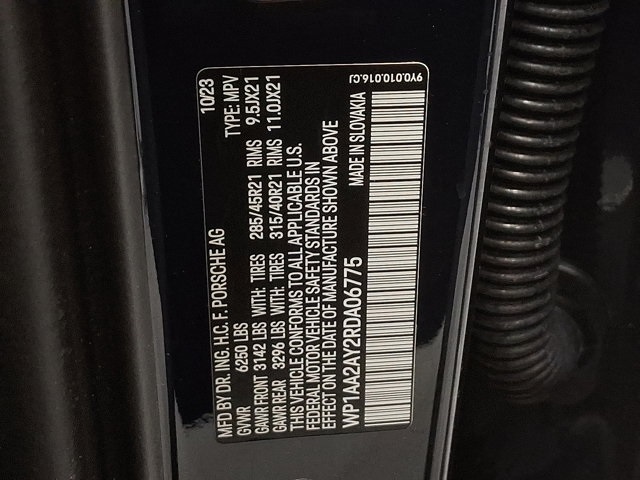 MFD BY DR. ING. H.C. F. PORSCHE AG 10/23
GVWR 6250 LBS TYPE: MPV
GAWR FRONT 3142 LBS WITH: TIRES 285/45R21 RIMS 9.5JX21
GAWR REAR 3296 LBS WITH: TIRES 315/40R21 RIMS 11.0JX21
THIS VEHICLE CONFORMS TO ALL APPLICABLE U.S.
FEDERAL MOTOR VEHICLE SAFETY STANDARDS IN
EFFECT ON THE DATE OF MANUFACTURE SHOWN ABOVE
WP1AA2AY2RDA06775 MADE IN SLOVAKIA
9Y0.010.016.CJ